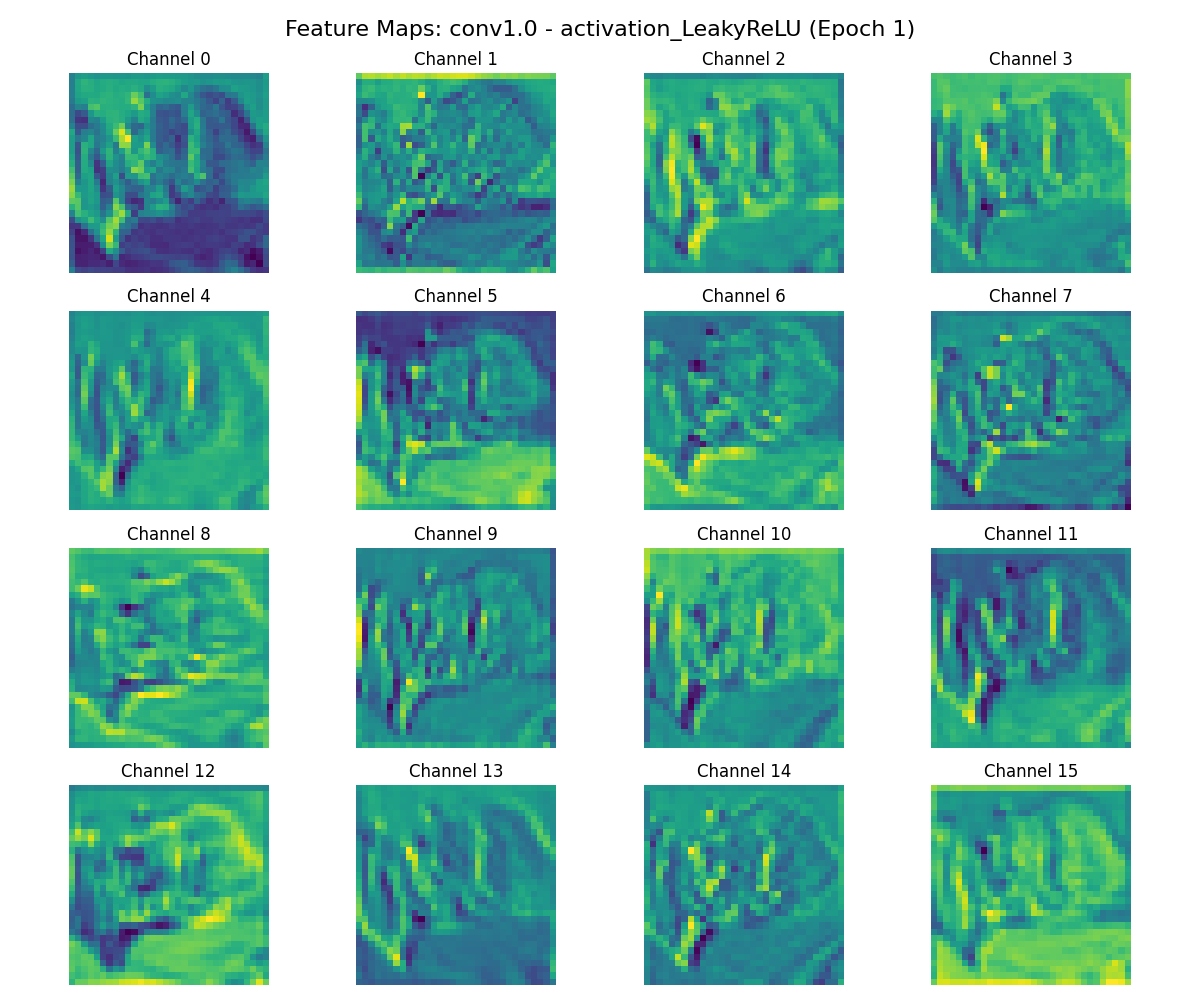 Feature Maps: conv1.0 - activation_LeakyReLU (Epoch 1)
Channel 0
Channel 1
Channel 2
Channel 3
Channel 4
Channel 5
Channel 6
Channel 7
Channel 8
Channel 9
Channel 10
Channel 11
Channel 12
Channel 13
Channel 14
Channel 15